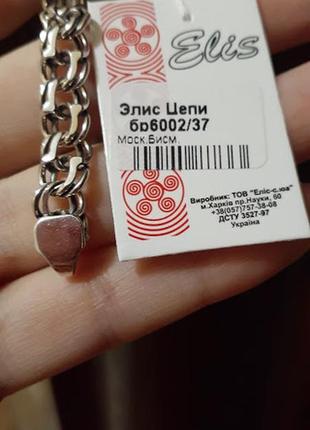 Elis
Элис Цепи
бр6002/37
Моск.Бисм.
Виробник: ТОВ "Еліс-с.юа"
м.Харків пр.Науки, 60
+38(057)757-38-08
ДСТУ 3527-97
Україна